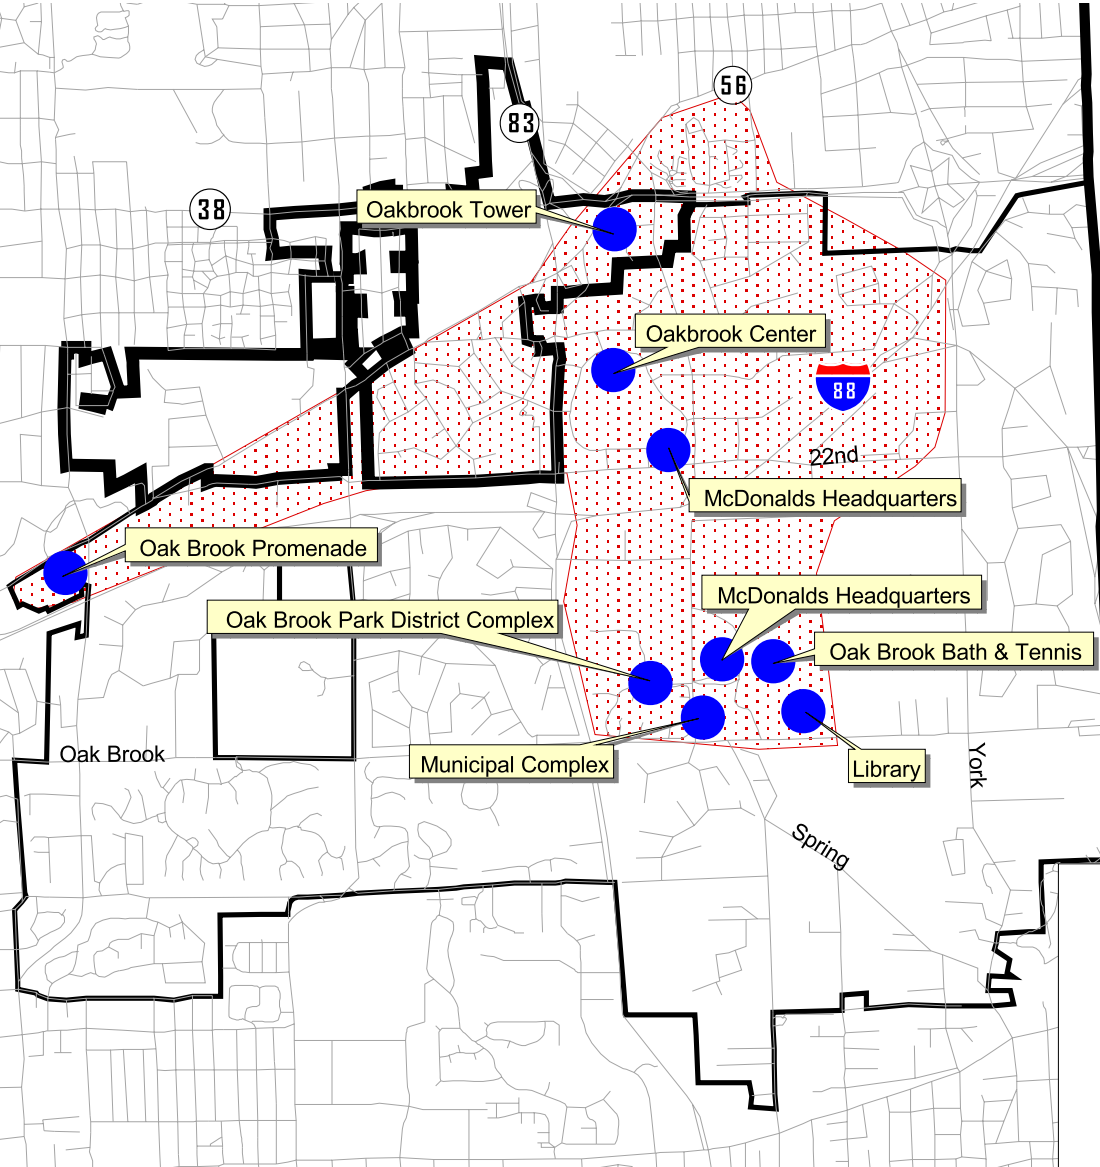 56
83
38
Oakbrook Tower
Oakbrook Center
88
22nd
McDonalds Headquarters
Oak Brook Promenade
McDonalds Headquarters
Oak Brook Park District Complex
Oak Brook Bath & Tennis
Oak Brook
Municipal Complex
Library
York
Spring